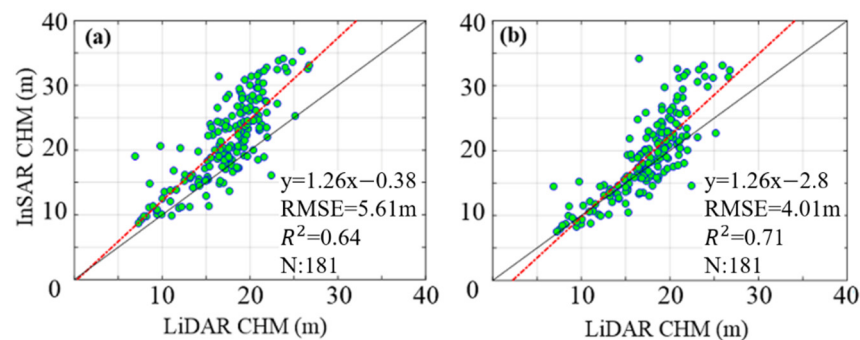 (a)
InSAR CHM (m)
40
30
20
10
0
10
20
30
40
y=1.26x−0.38
RMSE=5.61m
R²=0.64
N:181
LiDAR CHM (m)
(b)
40
30
20
10
0
10
20
30
40
y=1.26x−2.8
RMSE=4.01m
R²=0.71
N:181
LiDAR CHM (m)